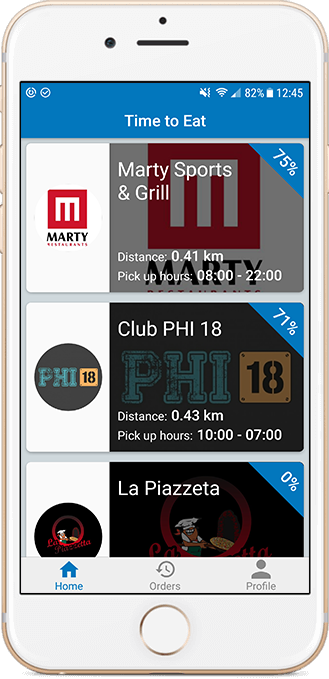 82% 12:45
Time to Eat
75%
Marty Sports
& Grill
M
MARTY
RESTAURANTS
MARTY
RESTAURANTS
Distance: 0.41 km
Pick up hours: 08:00 - 22:00
71%
Club PHI 18
PHI 18
PHI 18
Distance: 0.43 km
Pick up hours: 10:00 - 07:00
0%
La Piazzeta
Home
Orders
Profile